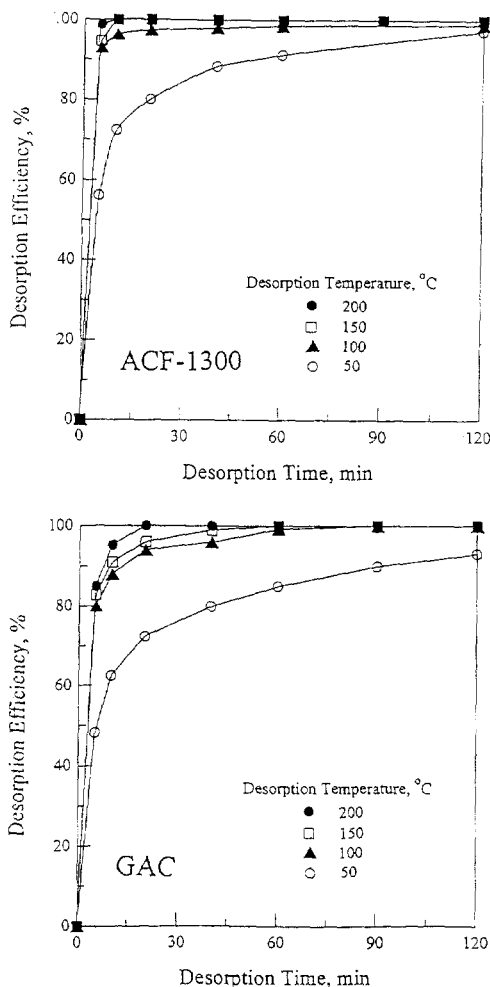 100
80
60
40
20
0
Desorption Efficiency, %
Desorption Temperature, °C
200
150
100
50
ACF-1300
0 30 60 90 120
Desorption Time, min
100
80
60
40
20
0
Desorption Efficiency, %
Desorption Temperature, °C
200
150
100
50
GAC
0 30 60 90 120
Desorption Time, min